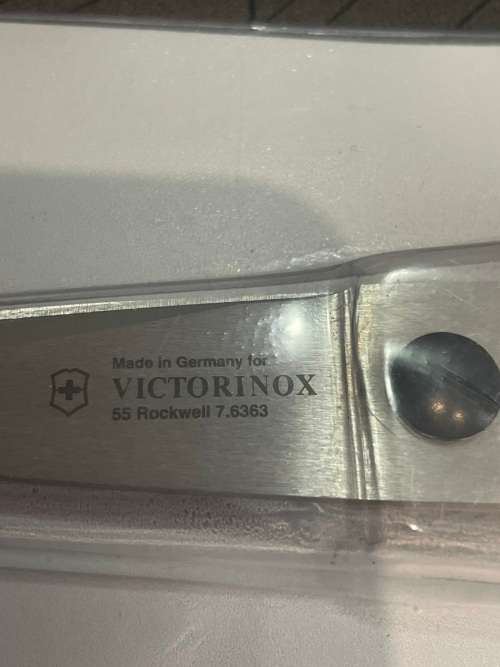 Made in Germany for
VICTORINOX
55 Rockwell 7.6363